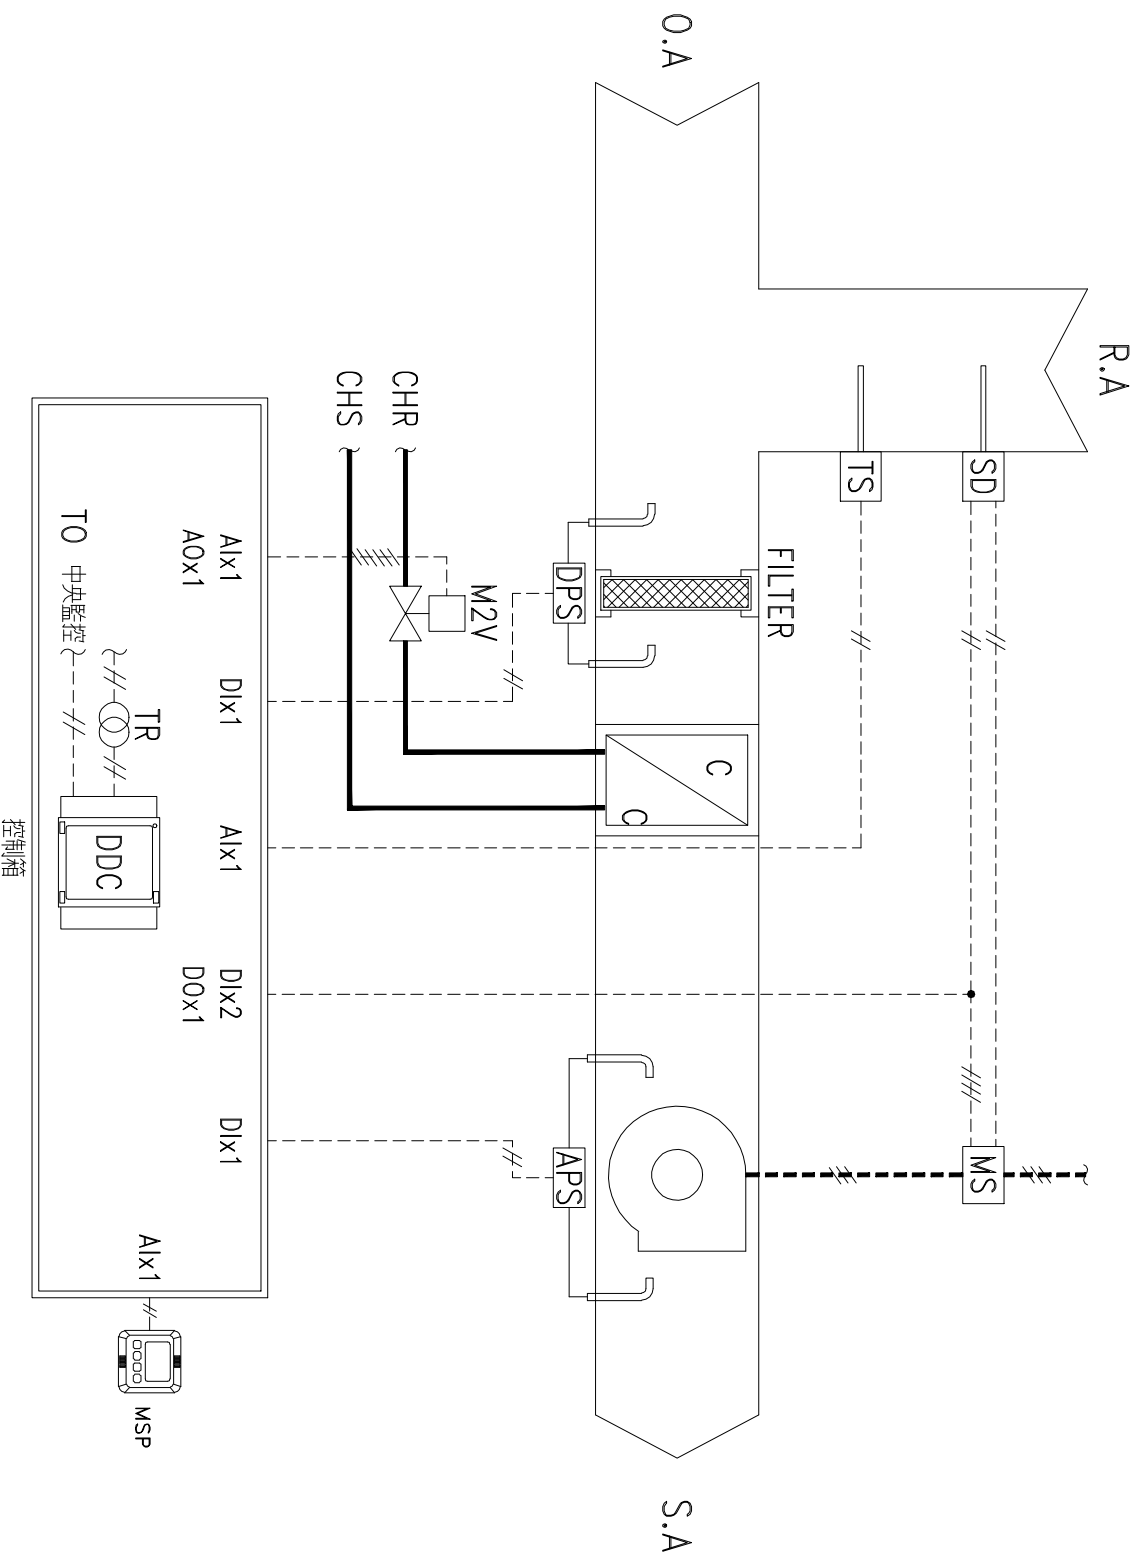 R.A
O.A
SD
TS
FILTER
MS
DPS
C
C
APS
S.A
M2V
CHR
CHS
AIx1
AOx1
DIx1
AIx1
DIx2
DOx1
DIx1
AIx1
TR
TO 中央監控
DDC
MSP
控制箱